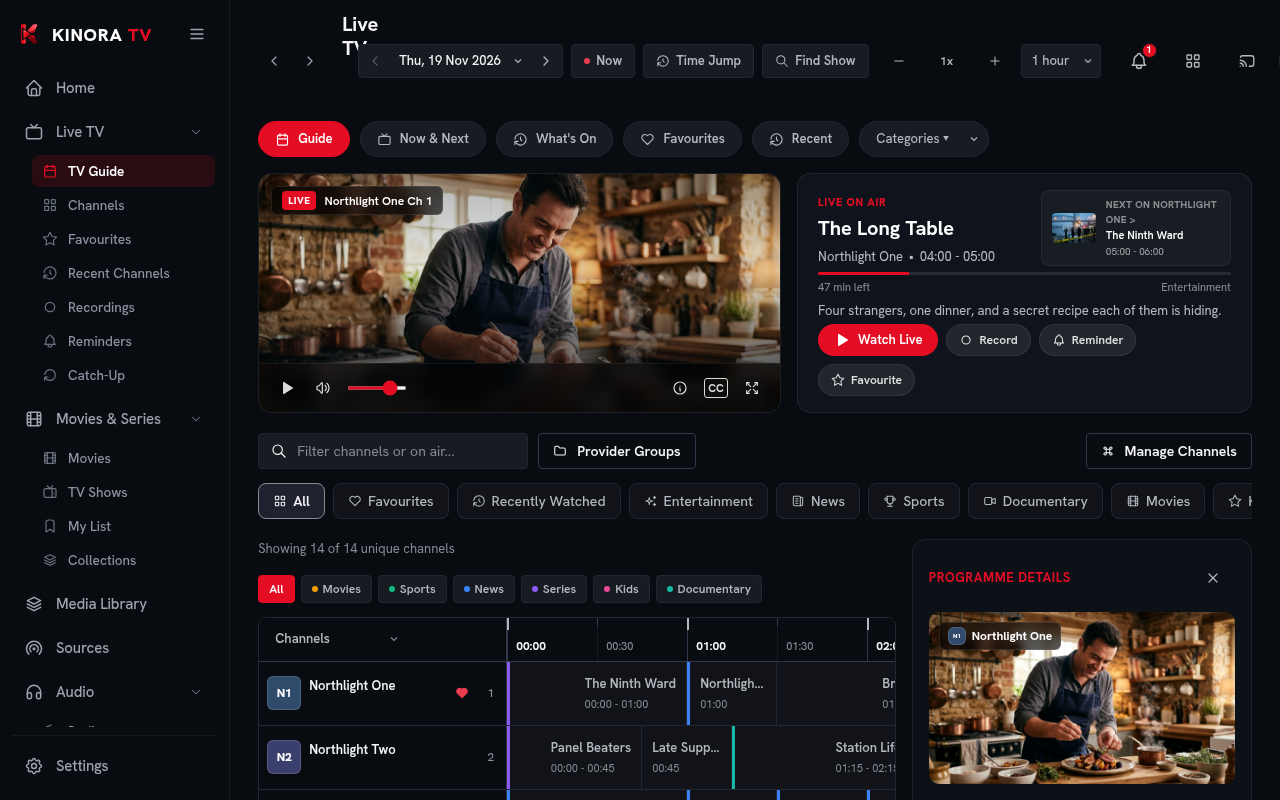 KINORA TV
Home
Live TV
TV Guide
Channels
Favourites
Recent Channels
Recordings
Reminders
Catch-Up
Movies & Series
Movies
TV Shows
My List
Collections
Media Library
Sources
Audio
Settings
Live
TV
Thu, 19 Nov 2026
Now
Time Jump
Find Show
1x
1 hour
1
Guide
Now & Next
What's On
Favourites
Recent
Categories
LIVE Northlight One Ch 1
CC
LIVE ON AIR
The Long Table
Northlight One • 04:00 - 05:00
NEXT ON NORTHLIGHT
ONE >
The Ninth Ward
05:00 - 06:00
47 min left
Entertainment
Four strangers, one dinner, and a secret recipe each of them is hiding.
Watch Live
Record
Reminder
Favourite
Filter channels or on air...
Provider Groups
Manage Channels
All
Favourites
Recently Watched
Entertainment
News
Sports
Documentary
Movies
Showing 14 of 14 unique channels
All
Movies
Sports
News
Series
Kids
Documentary
Channels
00:00
00:30
01:00
01:30
N1
Northlight One
1
The Ninth Ward
00:00 - 01:00
Northligh...
01:00
N2
Northlight Two
2
Panel Beaters
00:00 - 00:45
Late Supp...
00:45
Station
01:15 - 02:15
PROGRAMME DETAILS
N1 Northlight One